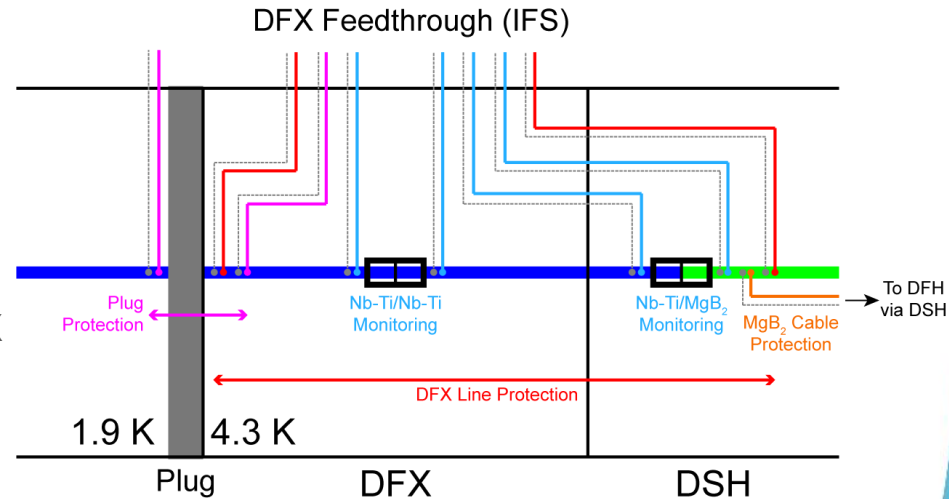 DFX Feedthrough (IFS)
Plug
Protection
Nb-Ti/Nb-Ti
Monitoring
Nb-Ti/MgB2
Monitoring
MgB2 Cable
Protection
To DFH
via DSH
DFX Line Protection
1.9 K
4.3 K
Plug
DFX
DSH